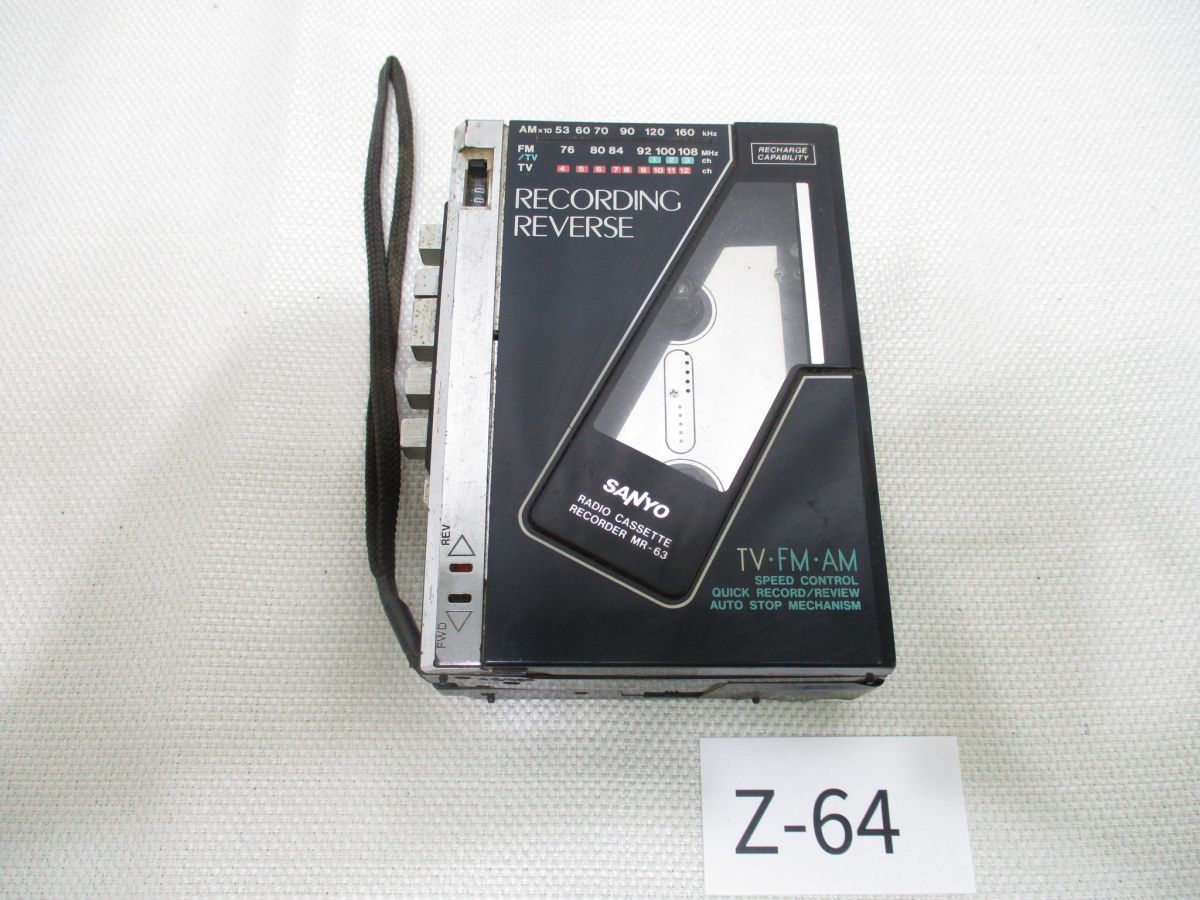 AM×10 53 60 70 90 120 160 kHz
FM 76 80 84 92 100 108 MHz
/TV 1 2 3 ch
TV 4 5 6 7 8 9 10 11 12 ch
RECHARGE
CAPABILITY
RECORDING
REVERSE
SANYO
RADIO CASSETTE
RECORDER MR-63
REV
FWD
TV·FM·AM
SPEED CONTROL
QUICK RECORD/REVIEW
AUTO STOP MECHANISM
Z-64